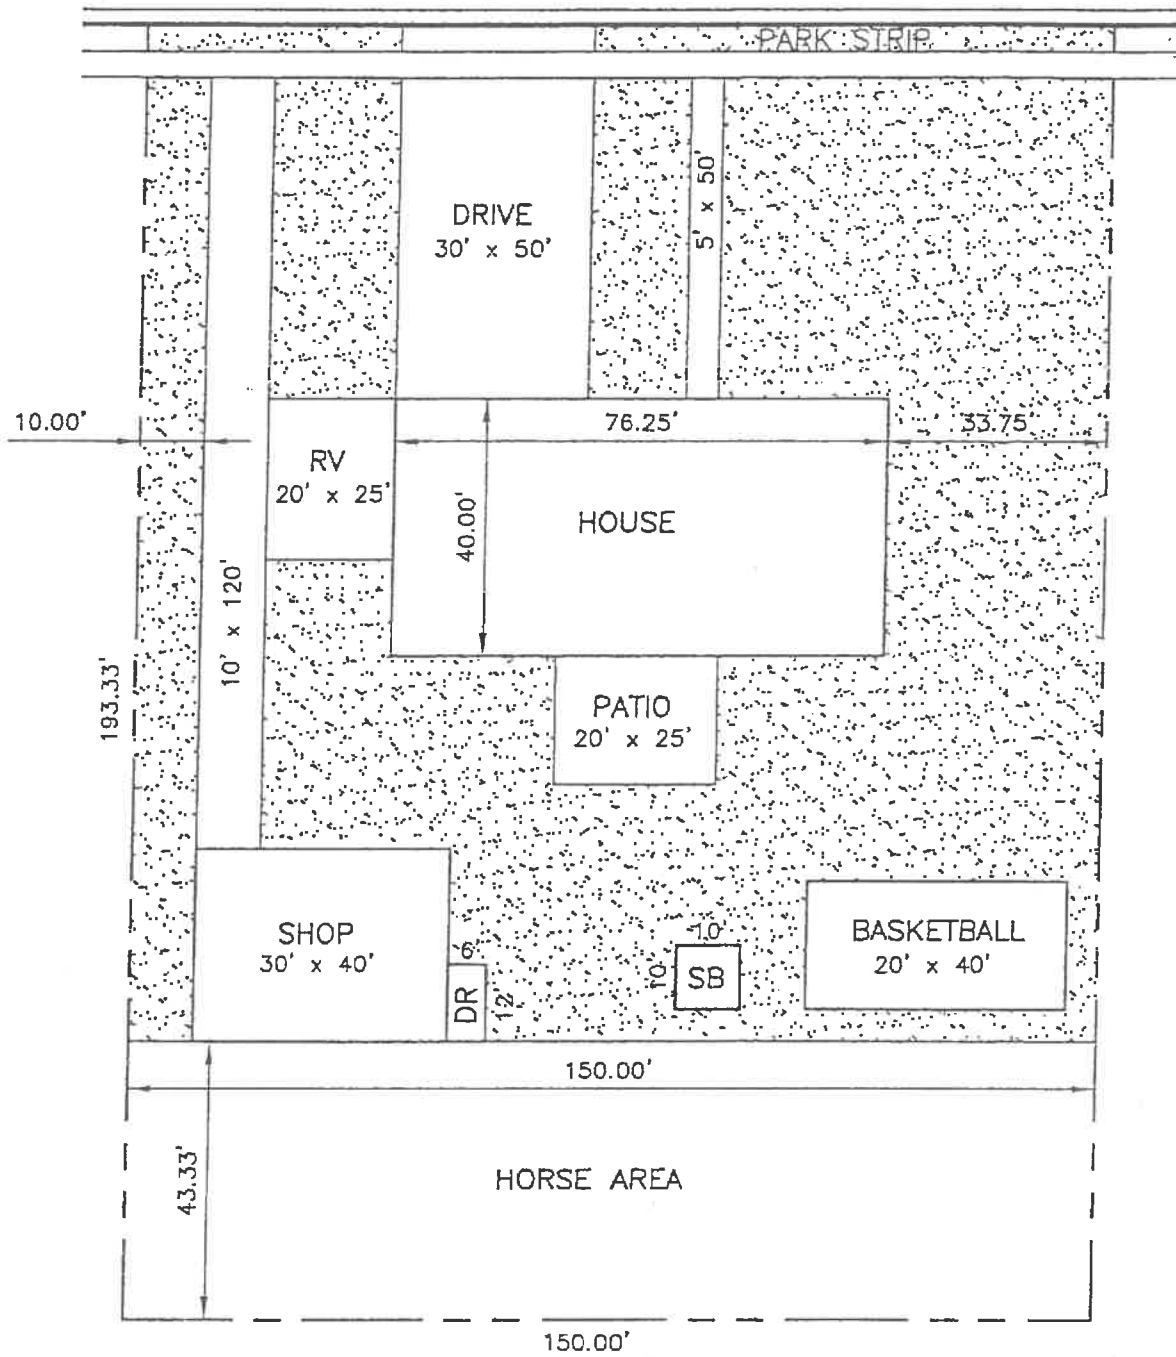 PARK STRIP
5' x 50'
DRIVE
30' x 50'
10.00'
76.25'
33.75'
RV
20' x 25'
40.00'
HOUSE
10' x 120'
193.33'
PATIO
20' x 25'
SHOP
30' x 40'
6'
DR
12'
10'
10'
SB
BASKETBALL
20' x 40'
150.00'
43.33'
HORSE AREA
150.00'